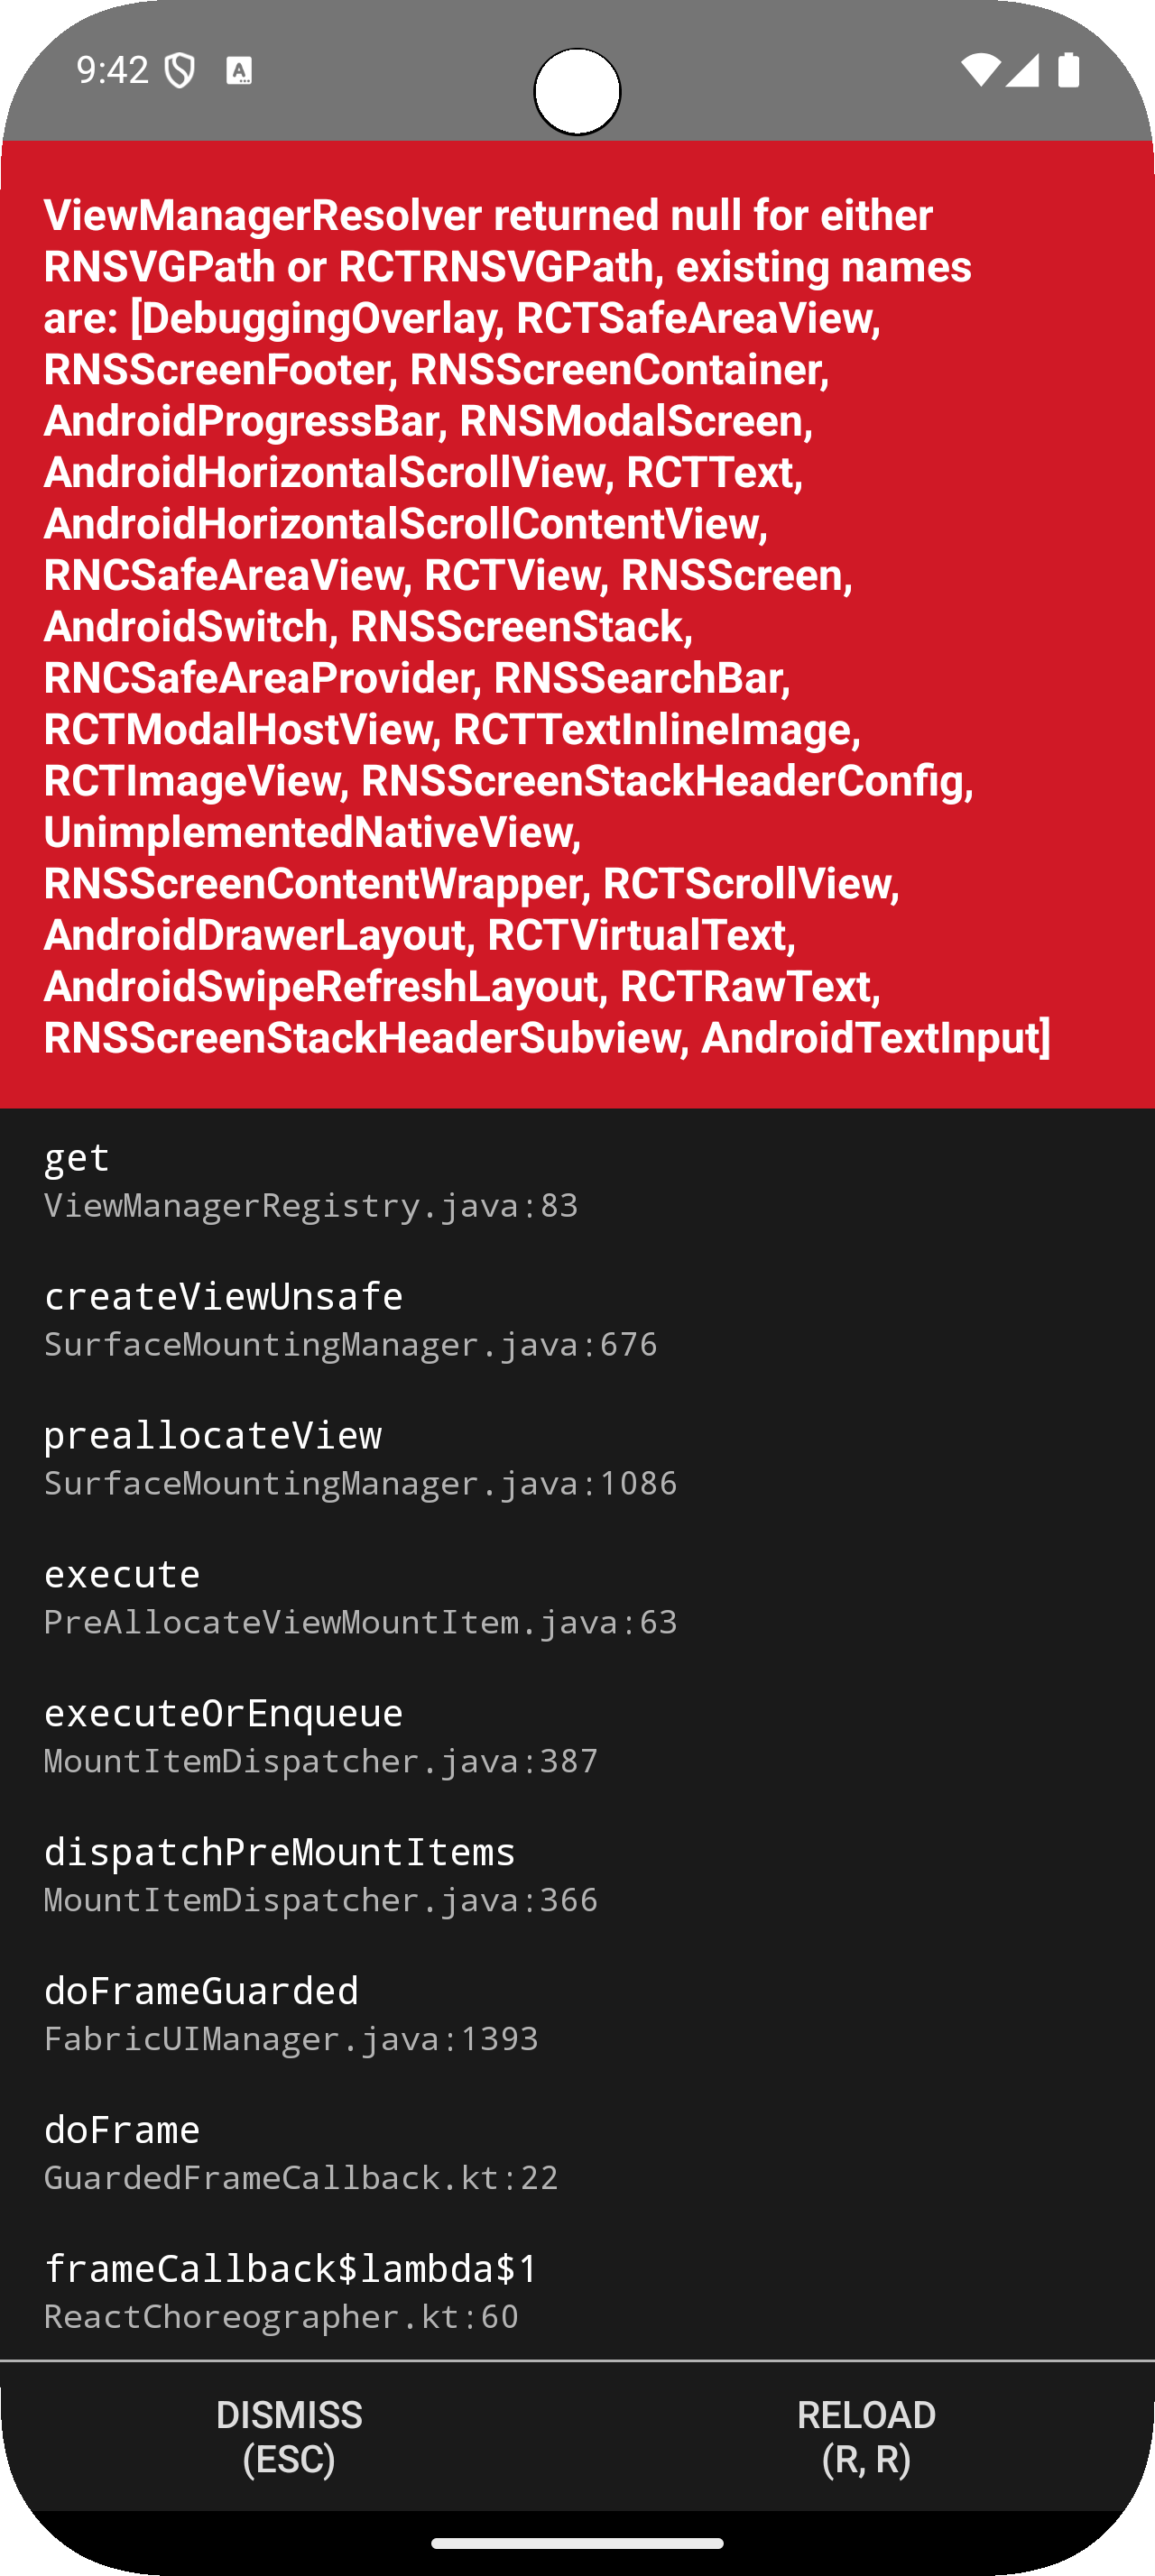 9:42
ViewManagerResolver returned null for either
RNSVGPath or RCTRNSVGPath, existing names
are: [DebuggingOverlay, RCTSafeAreaView,
RNSScreenFooter, RNSScreenContainer,
AndroidProgressBar, RNSModalScreen,
AndroidHorizontalScrollView, RCTText,
AndroidHorizontalScrollContentView,
RNCSafeAreaView, RCTView, RNSScreen,
AndroidSwitch, RNSScreenStack,
RNCSafeAreaProvider, RNSSearchBar,
RCTModalHostView, RCTTextInlineImage,
RCTImageView, RNSScreenStackHeaderConfig,
UnimplementedNativeView,
RNSScreenContentWrapper, RCTScrollView,
AndroidDrawerLayout, RCTVirtualText,
AndroidSwipeRefreshLayout, RCTRawText,
RNSScreenStackHeaderSubview, AndroidTextInput]
get
ViewManagerRegistry.java:83
createViewUnsafe
SurfaceMountingManager.java:676
preallocateView
SurfaceMountingManager.java:1086
execute
PreAllocateViewMountItem.java:63
executeOrEnqueue
MountItemDispatcher.java:387
dispatchPreMountItems
MountItemDispatcher.java:366
doFrameGuarded
FabricUIManager.java:1393
doFrame
GuardedFrameCallback.kt:22
frameCallback$lambda$1
ReactChoreographer.kt:60
DISMISS
(ESC)
RELOAD
(R, R)